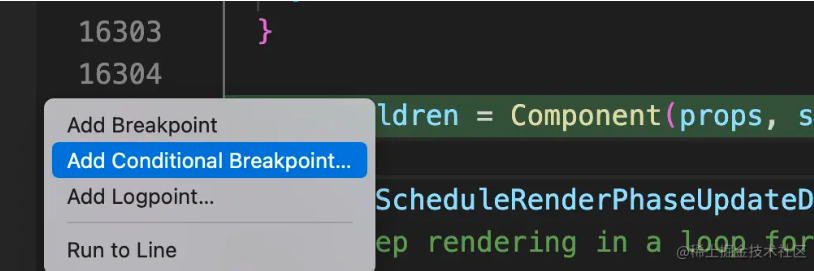 16303 }
16304
Add Breakpoint
ldren = Component(props, s
Add Conditional Breakpoint...
Add Logpoint...
ScheduleRenderPhaseUpdateD
Run to Line
ep rendering in a loop for
@稀土掘金技术社区